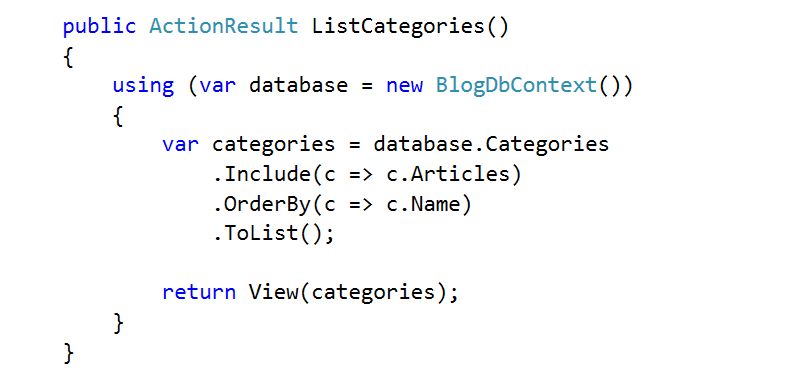 public ActionResult ListCategories()
{
    using (var database = new BlogDbContext())
    {
        var categories = database.Categories
            .Include(c => c.Articles)
            .OrderBy(c => c.Name)
            .ToList();

        return View(categories);
    }
}